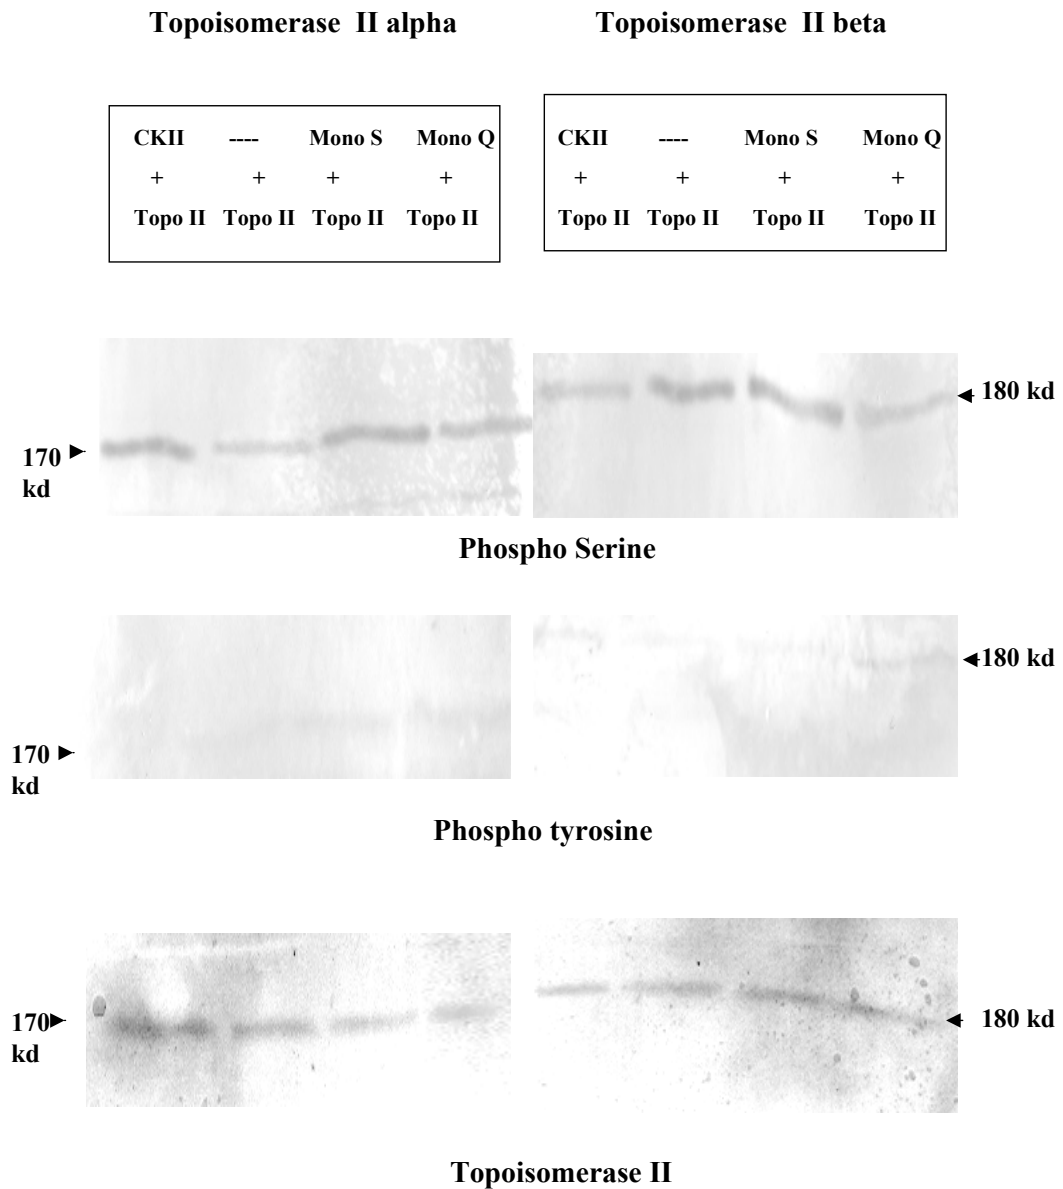 Topoisomerase II alpha
Topoisomerase II beta
CKII ---- Mono S Mono Q
+ + + +
Topo II Topo II Topo II Topo II
CKII ---- Mono S Mono Q
+ + + +
Topo II Topo II Topo II Topo II
170
kd
180 kd
Phospho Serine
170
kd
180 kd
Phospho tyrosine
170
kd
180 kd
Topoisomerase II